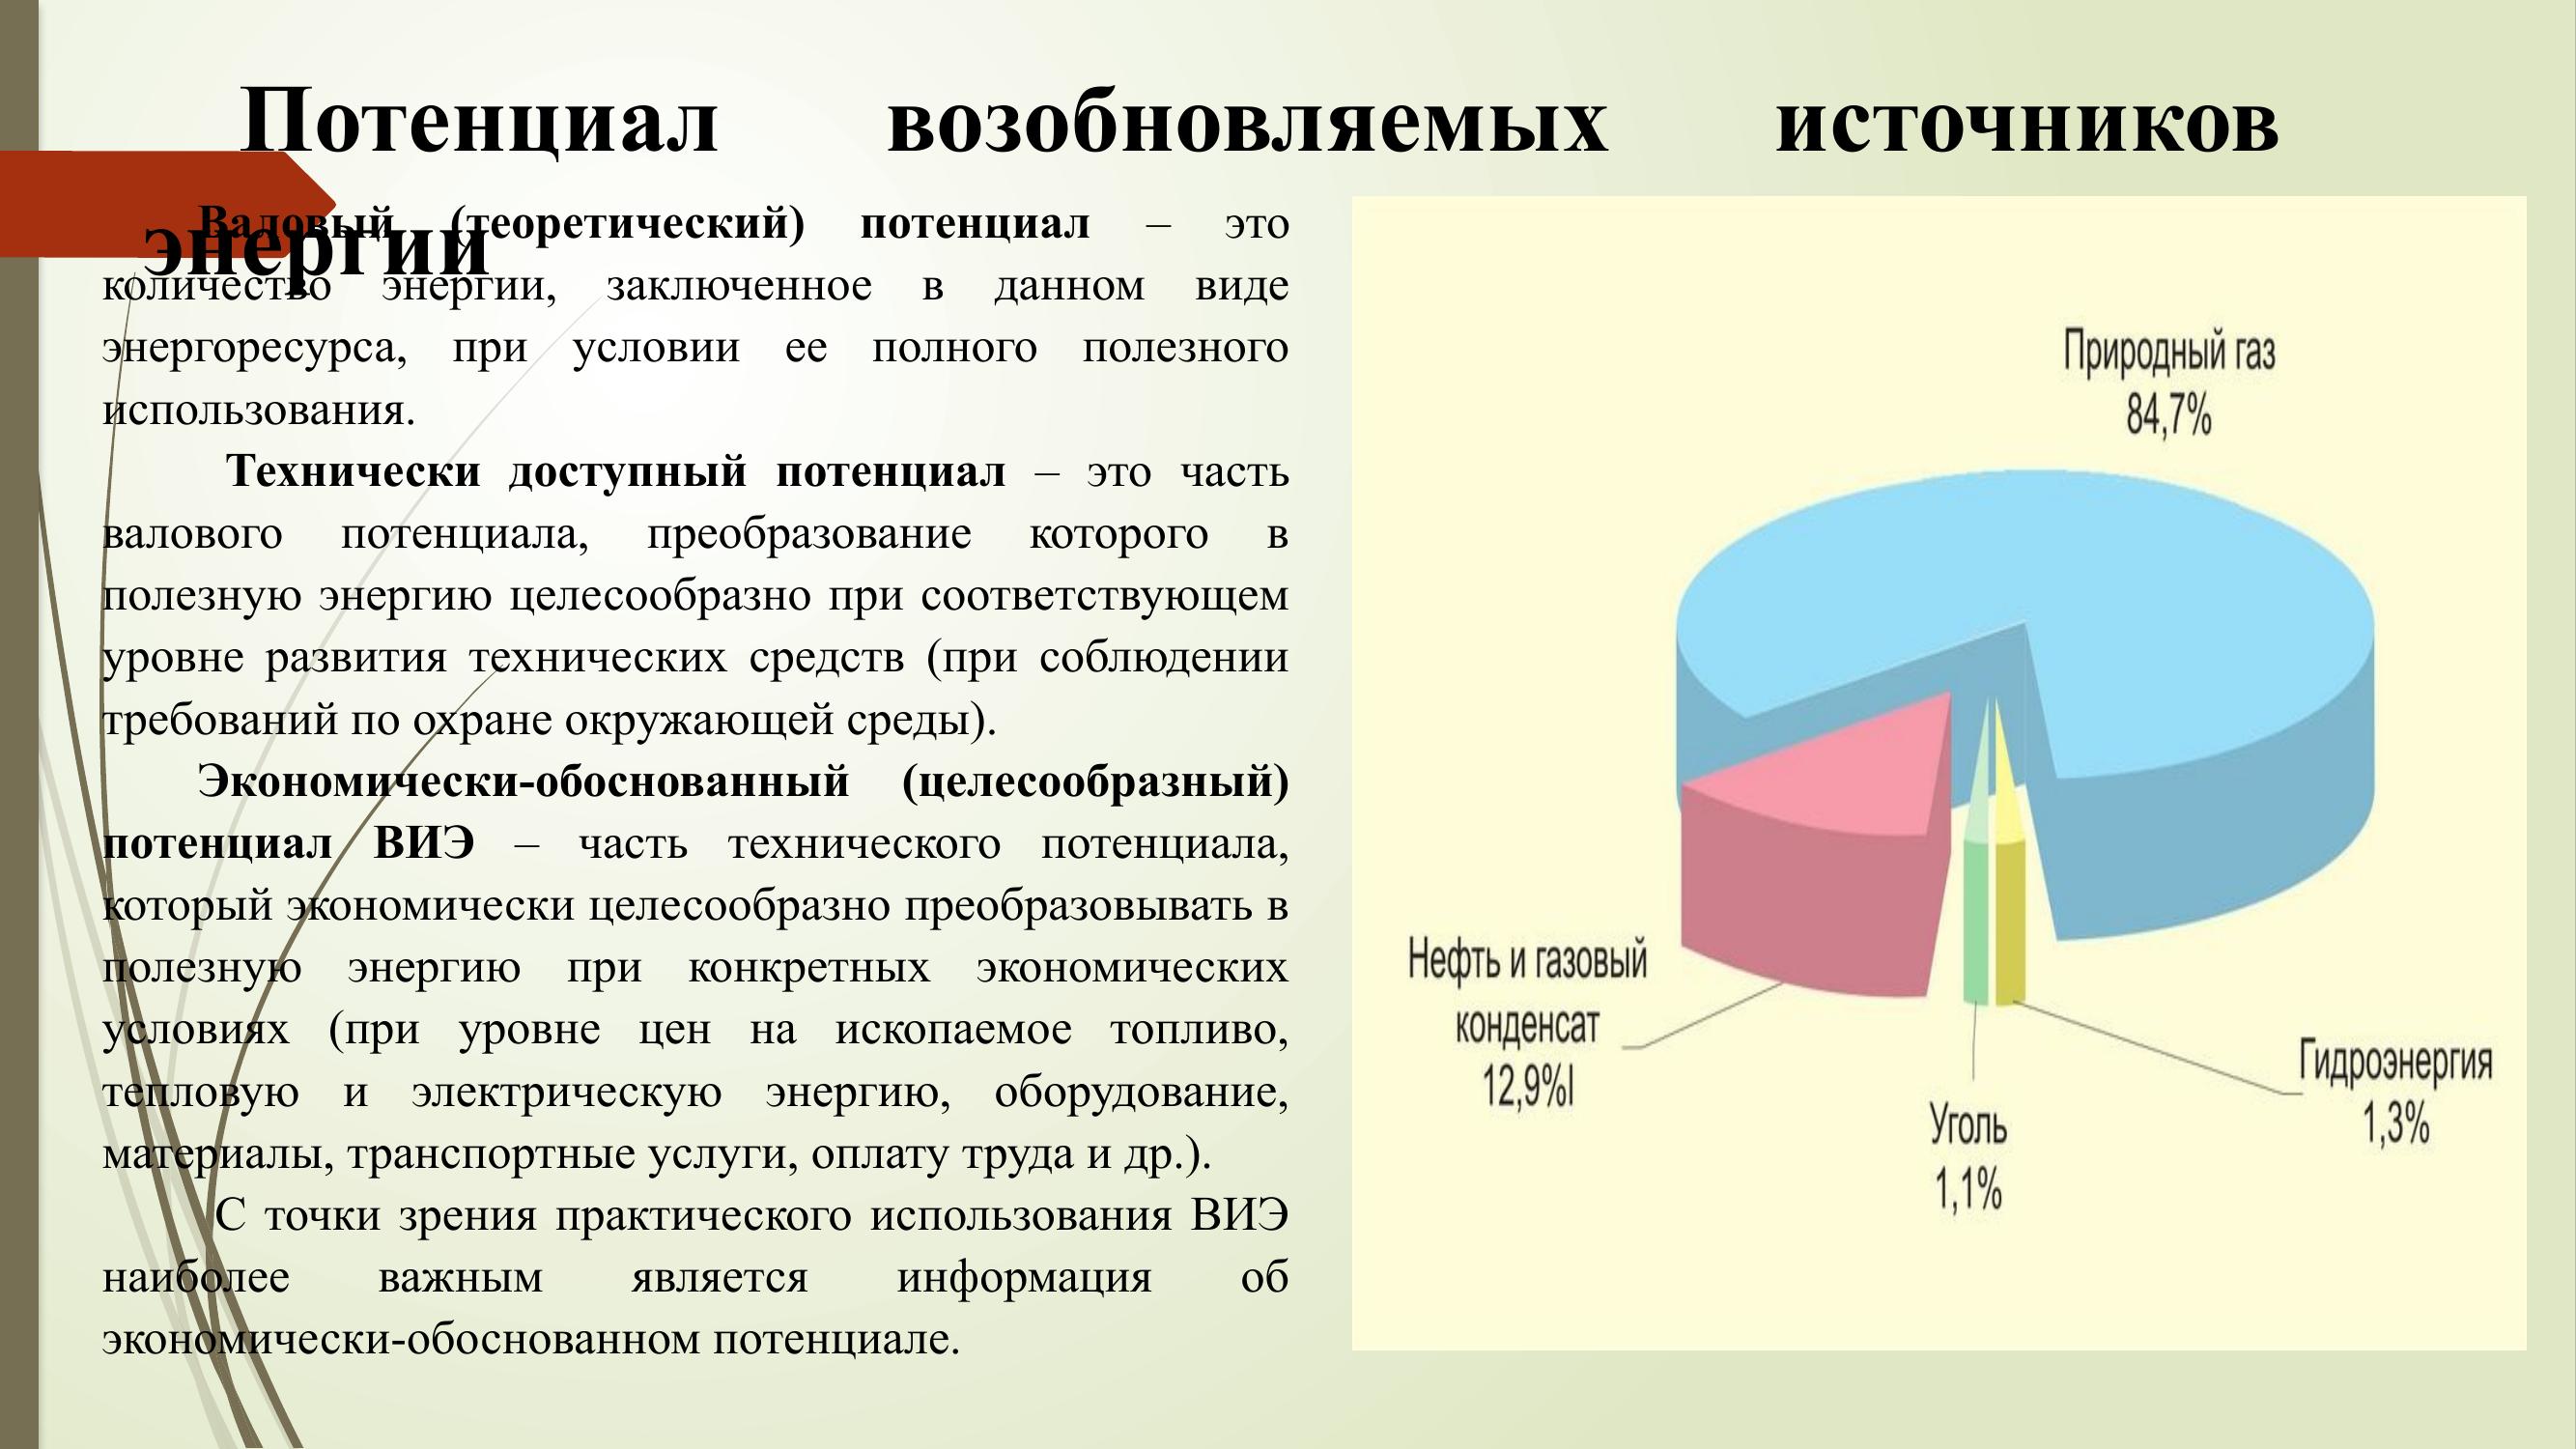 Потенциал возобновляемых источников
энергии
Валовый (теоретический) потенциал – это
количество энергии, заключенное в данном виде
энергоресурса, при условии ее полного полезного
использования.
Технически доступный потенциал – это часть
валового потенциала, преобразование которого в
полезную энергию целесообразно при соответствующем
уровне развития технических средств (при соблюдении
требований по охране окружающей среды).
Экономически-обоснованный (целесообразный)
потенциал ВИЭ – часть технического потенциала,
который экономически целесообразно преобразовывать в
полезную энергию при конкретных экономических
условиях (при уровне цен на ископаемое топливо,
тепловую и электрическую энергию, оборудование,
материалы, транспортные услуги, оплату труда и др.).
С точки зрения практического использования ВИЭ
наиболее важным является информация об
экономически-обоснованном потенциале.
Природный газ
84,7%
Нефть и газовый
конденсат
12,9%I
Уголь
1,1%
Гидроэнергия
1,3%